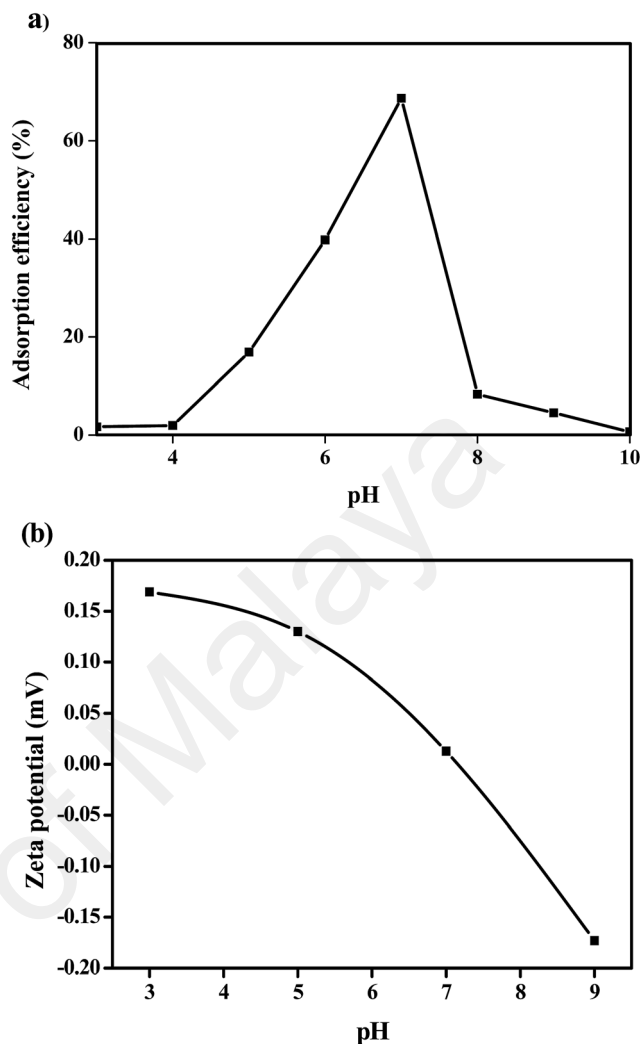 a)
80
60
40
20
0
Adsorption efficiency (%)
4 6 8 10
pH
(b)
0.20
0.15
0.10
0.05
0.00
-0.05
-0.10
-0.15
-0.20
Zeta potential (mV)
3 4 5 6 7 8 9
pH
of Malaya